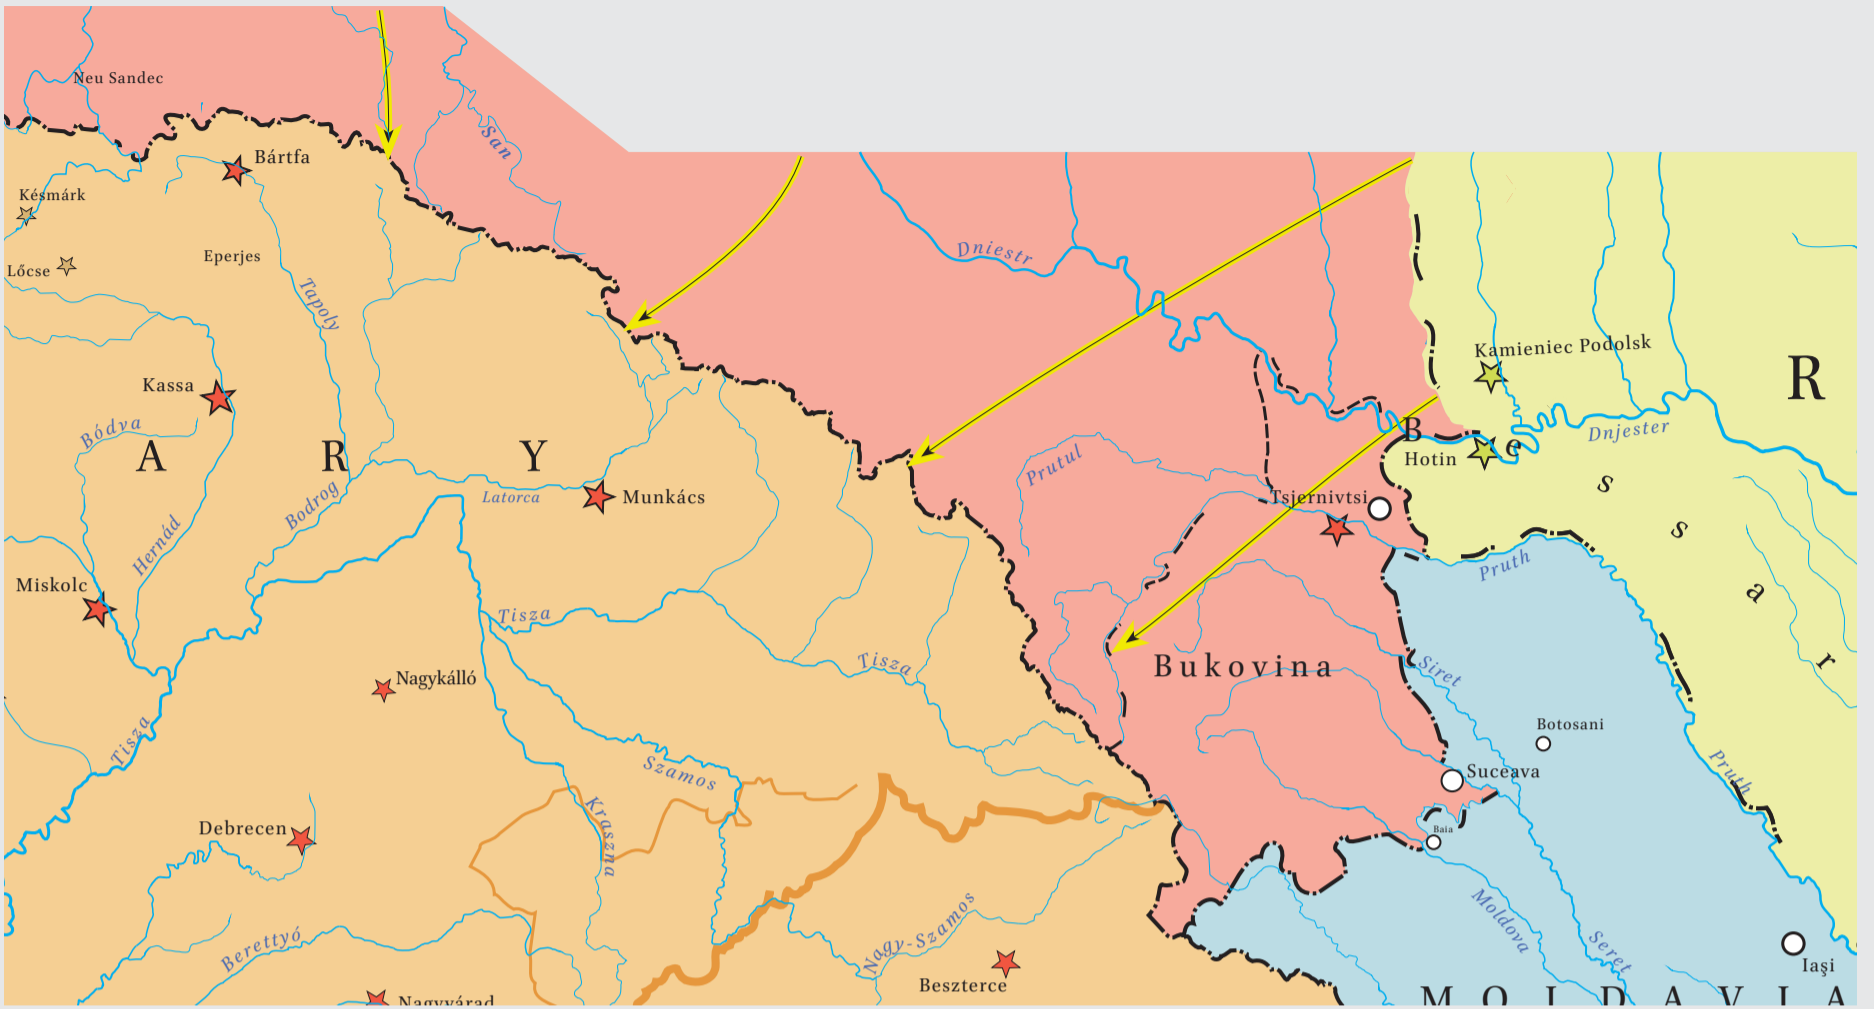 Neu Sandec
San
Bártfa
Késmárk
Eperjes
Lőcse
Dniestr
Tapoly
Kamieniec Podolsk
R
Kassa
Bódva
A R Y
B e s s a r
Hotin
Dnjester
Prutul
Latorca
Munkács
Bodrog
Hernád
Tsjernivtsi
Pruth
Miskolc
Tisza
Tisza
Bukovina
Siret
Nagykálló
Tisza
Botosani
Szamos
Suceava
Pruth
Kraszna
Debrecen
Baia
Berettyó
Nagy-Szamos
Moldova
Seret
Beszterce
Iaşi
Nagyvárad
MOLDAVIA